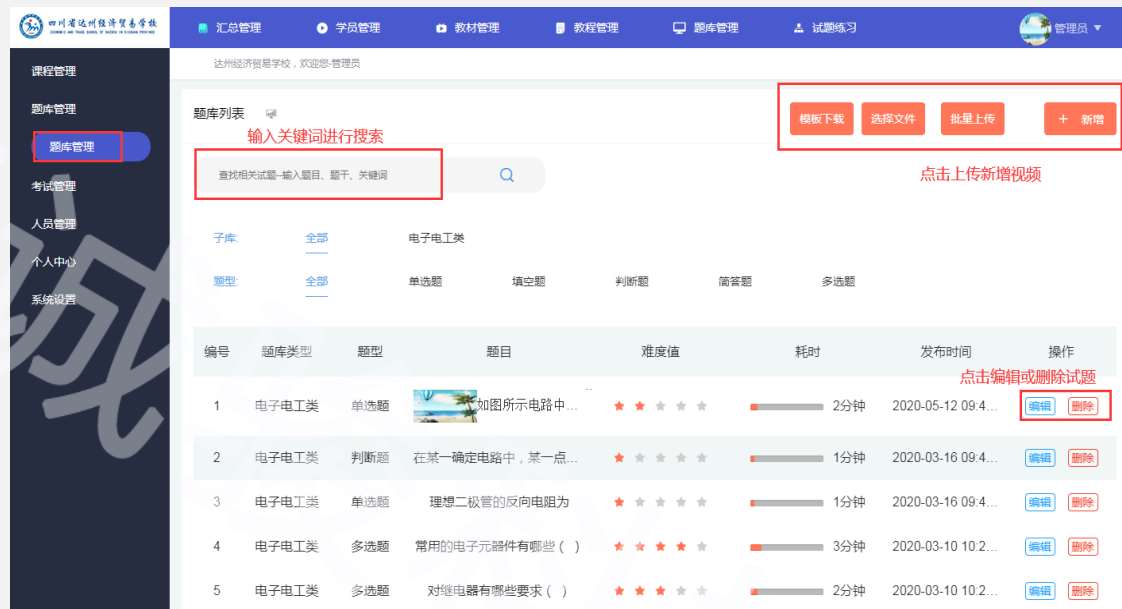 四川省达州经济贸易学校
汇总管理 学员管理 教材管理 教程管理 题库管理 试题练习 管理员
达州经济贸易学校，欢迎您-管理员
课程管理
题库管理
题库管理
考试管理
人员管理
个人中心
系统设置
题库列表
模板下载 选择文件 批量上传 + 新增
输入关键词进行搜索
点击上传新增视频
查找相关试题--输入题目、题干、关键词
子库: 全部 电子电工类
题型: 全部 单选题 填空题 判断题 简答题 多选题
编号 题库类型 题型 题目 难度值 耗时 发布时间 操作
点击编辑或删除试题
1 电子电工类 单选题 如图所示电路中... 2分钟 2020-05-12 09:4... 编辑 删除
2 电子电工类 判断题 在某一确定电路中，某一点... 1分钟 2020-03-16 09:4... 编辑 删除
3 电子电工类 单选题 理想二极管的反向电阻为 1分钟 2020-03-16 09:4... 编辑 删除
4 电子电工类 多选题 常用的电子元器件有哪些（ ） 3分钟 2020-03-10 10:2... 编辑 删除
5 电子电工类 多选题 对继电器有哪些要求（ ） 2分钟 2020-03-10 10:2... 编辑 删除